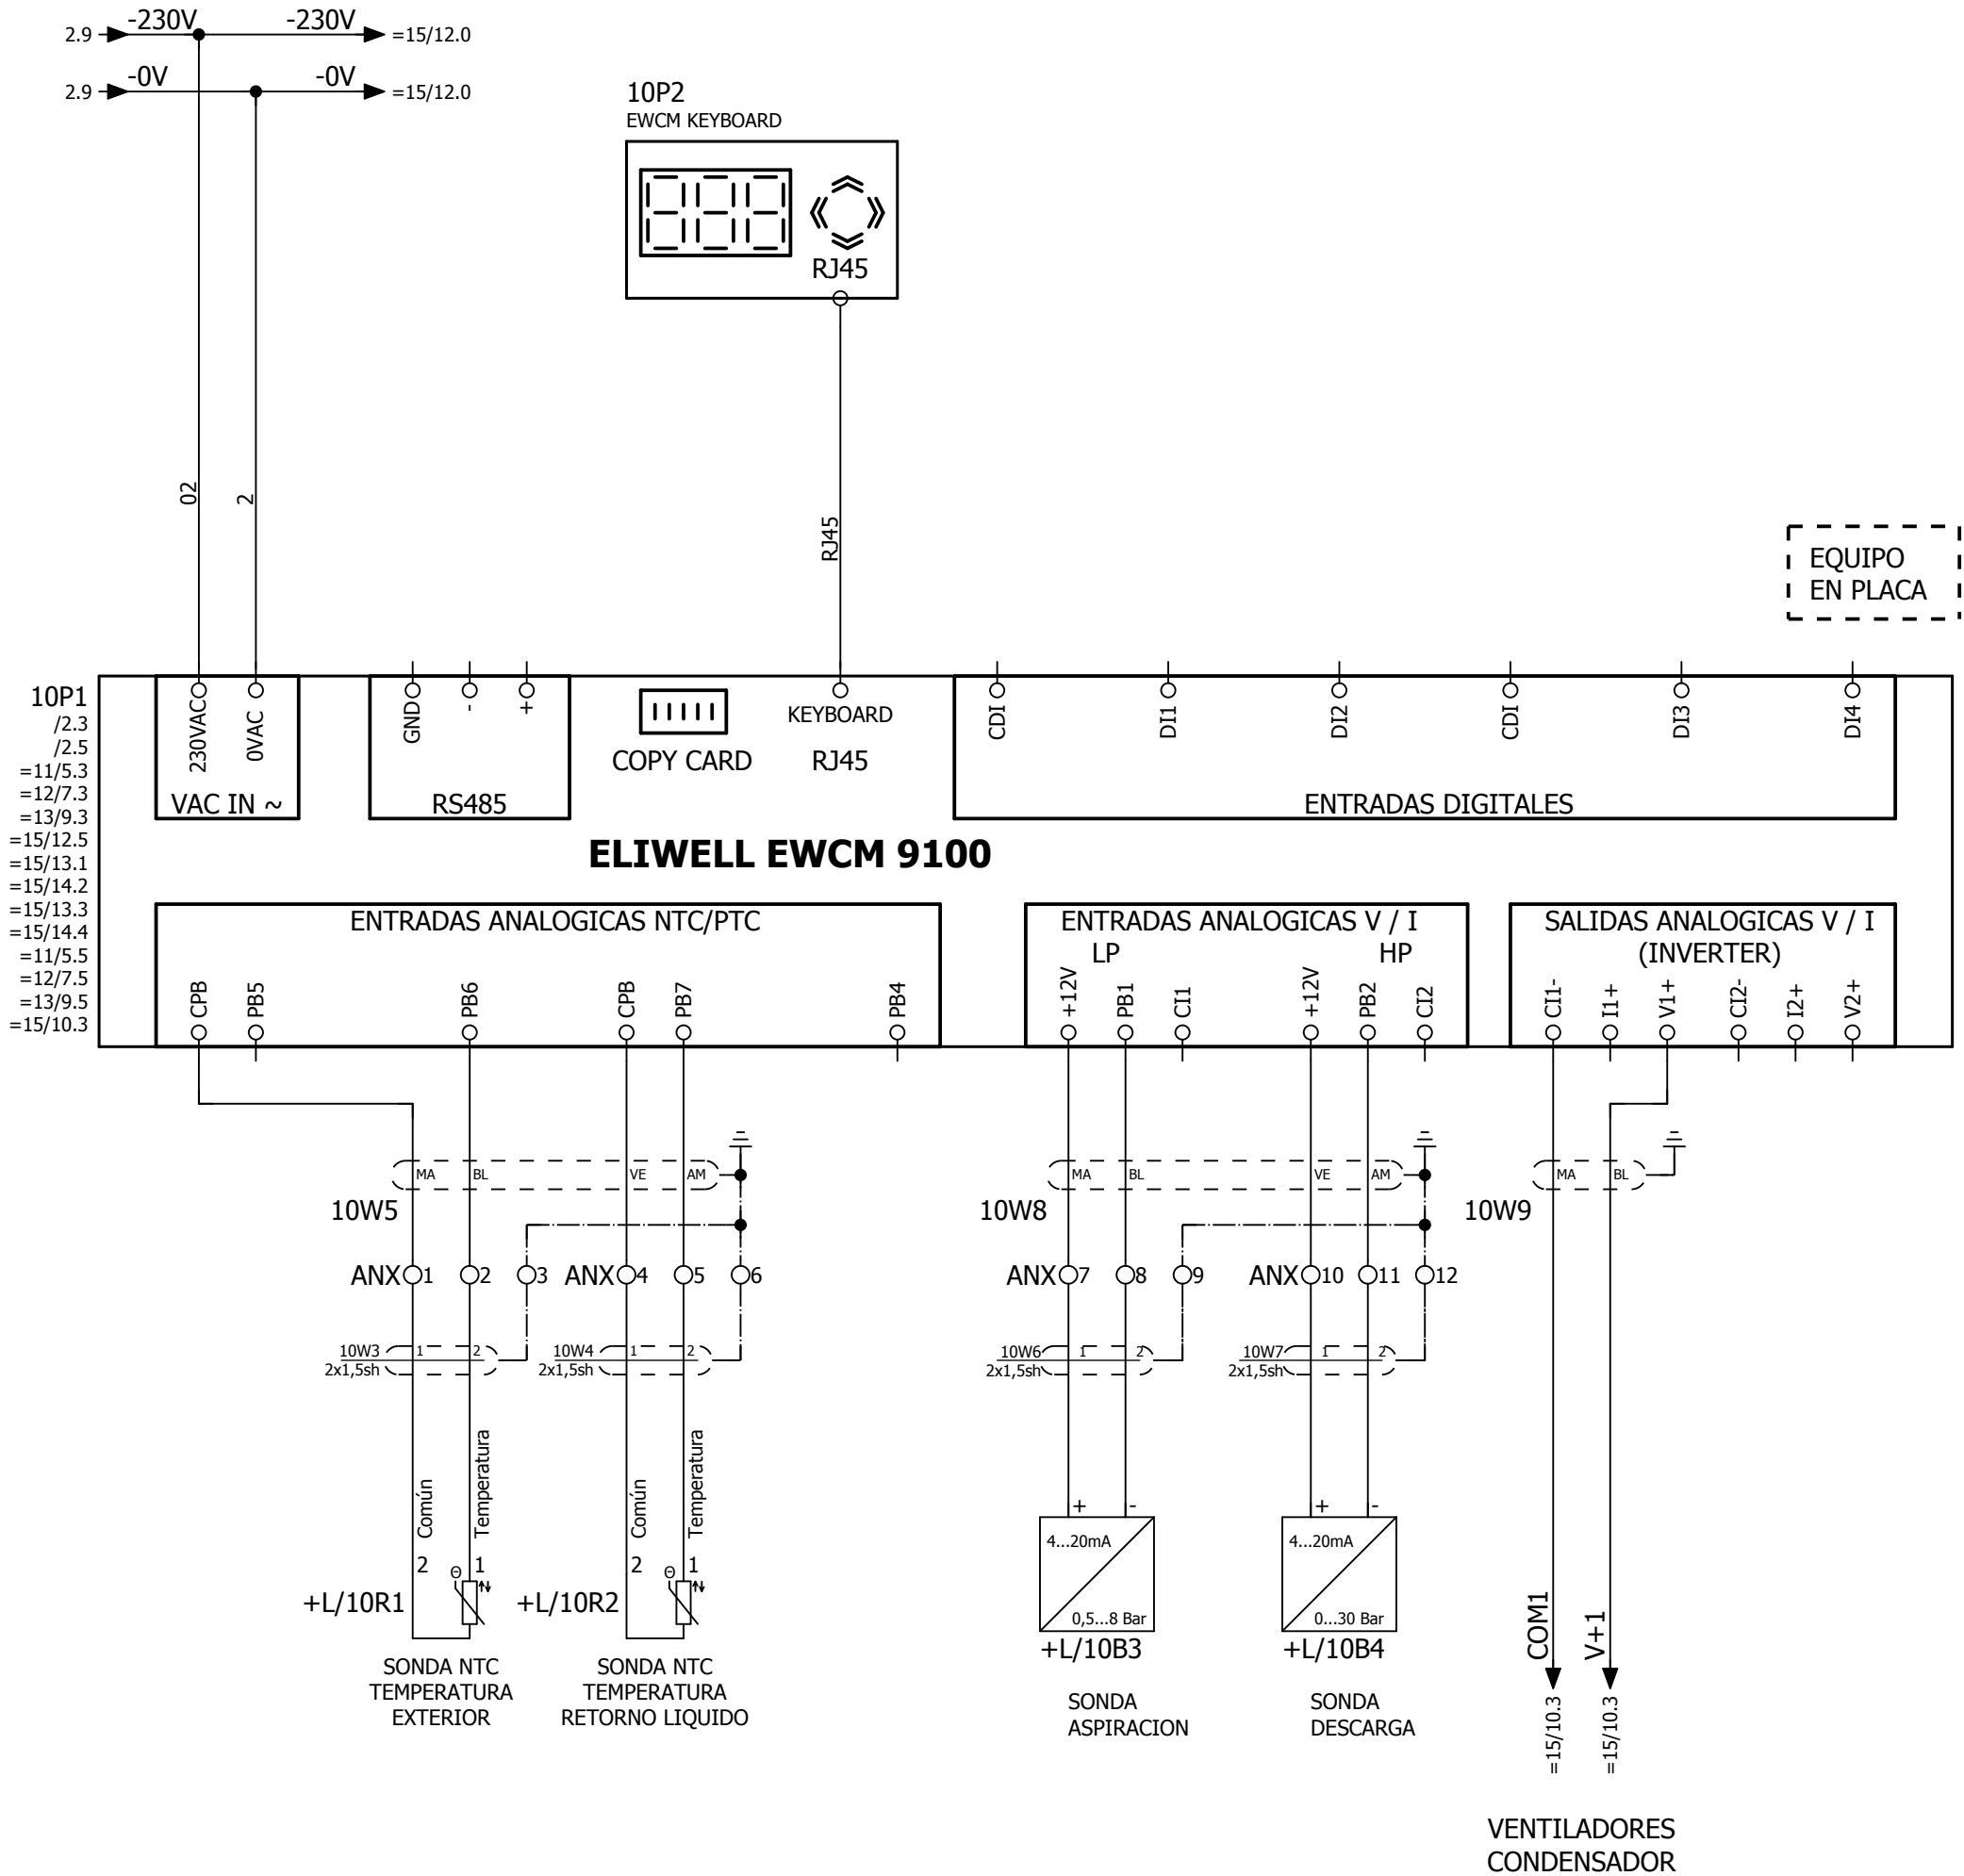 2.9
-230V
-230V
=15/12.0
2.9
-0V
-0V
=15/12.0
10P2
EWCM KEYBOARD
RJ45
02
2
RJ45
EQUIPO
EN PLACA
10P1
/2.3
/2.5
=11/5.3
=12/7.3
=13/9.3
=15/12.5
=15/13.1
=15/14.2
=15/13.3
=15/14.4
=11/5.5
=12/7.5
=13/9.5
=15/10.3
230VAC
0VAC
VAC IN ~
GND
-
+
RS485
COPY CARD
KEYBOARD
RJ45
CDI
DI1
DI2
CDI
DI3
DI4
ENTRADAS DIGITALES
ELIWELL EWCM 9100
ENTRADAS ANALOGICAS NTC/PTC
CPB
PB5
PB6
CPB
PB7
PB4
ENTRADAS ANALOGICAS V / I
LP
HP
+12V
PB1
CI1
+12V
PB2
CI2
SALIDAS ANALOGICAS V / I
(INVERTER)
CI1-
I1+
V1+
CI2-
I2+
V2+
MA
BL
VE
AM
10W5
MA
BL
VE
AM
10W8
MA
BL
10W9
ANX
1
2
3
ANX
4
5
6
ANX
7
8
9
ANX
10
11
12
10W3
2x1,5sh
1
2
10W4
2x1,5sh
1
2
10W6
2x1,5sh
1
2
10W7
2x1,5sh
1
2
Común
Temperatura
2
1
Θ
+L/10R1
SONDA NTC
TEMPERATURA
EXTERIOR
Común
Temperatura
2
1
Θ
+L/10R2
SONDA NTC
TEMPERATURA
RETORNO LIQUIDO
+
-
4...20mA
0,5...8 Bar
+L/10B3
SONDA
ASPIRACION
+
-
4...20mA
0...30 Bar
+L/10B4
SONDA
DESCARGA
COM1
V+1
=15/10.3
=15/10.3
VENTILADORES
CONDENSADOR